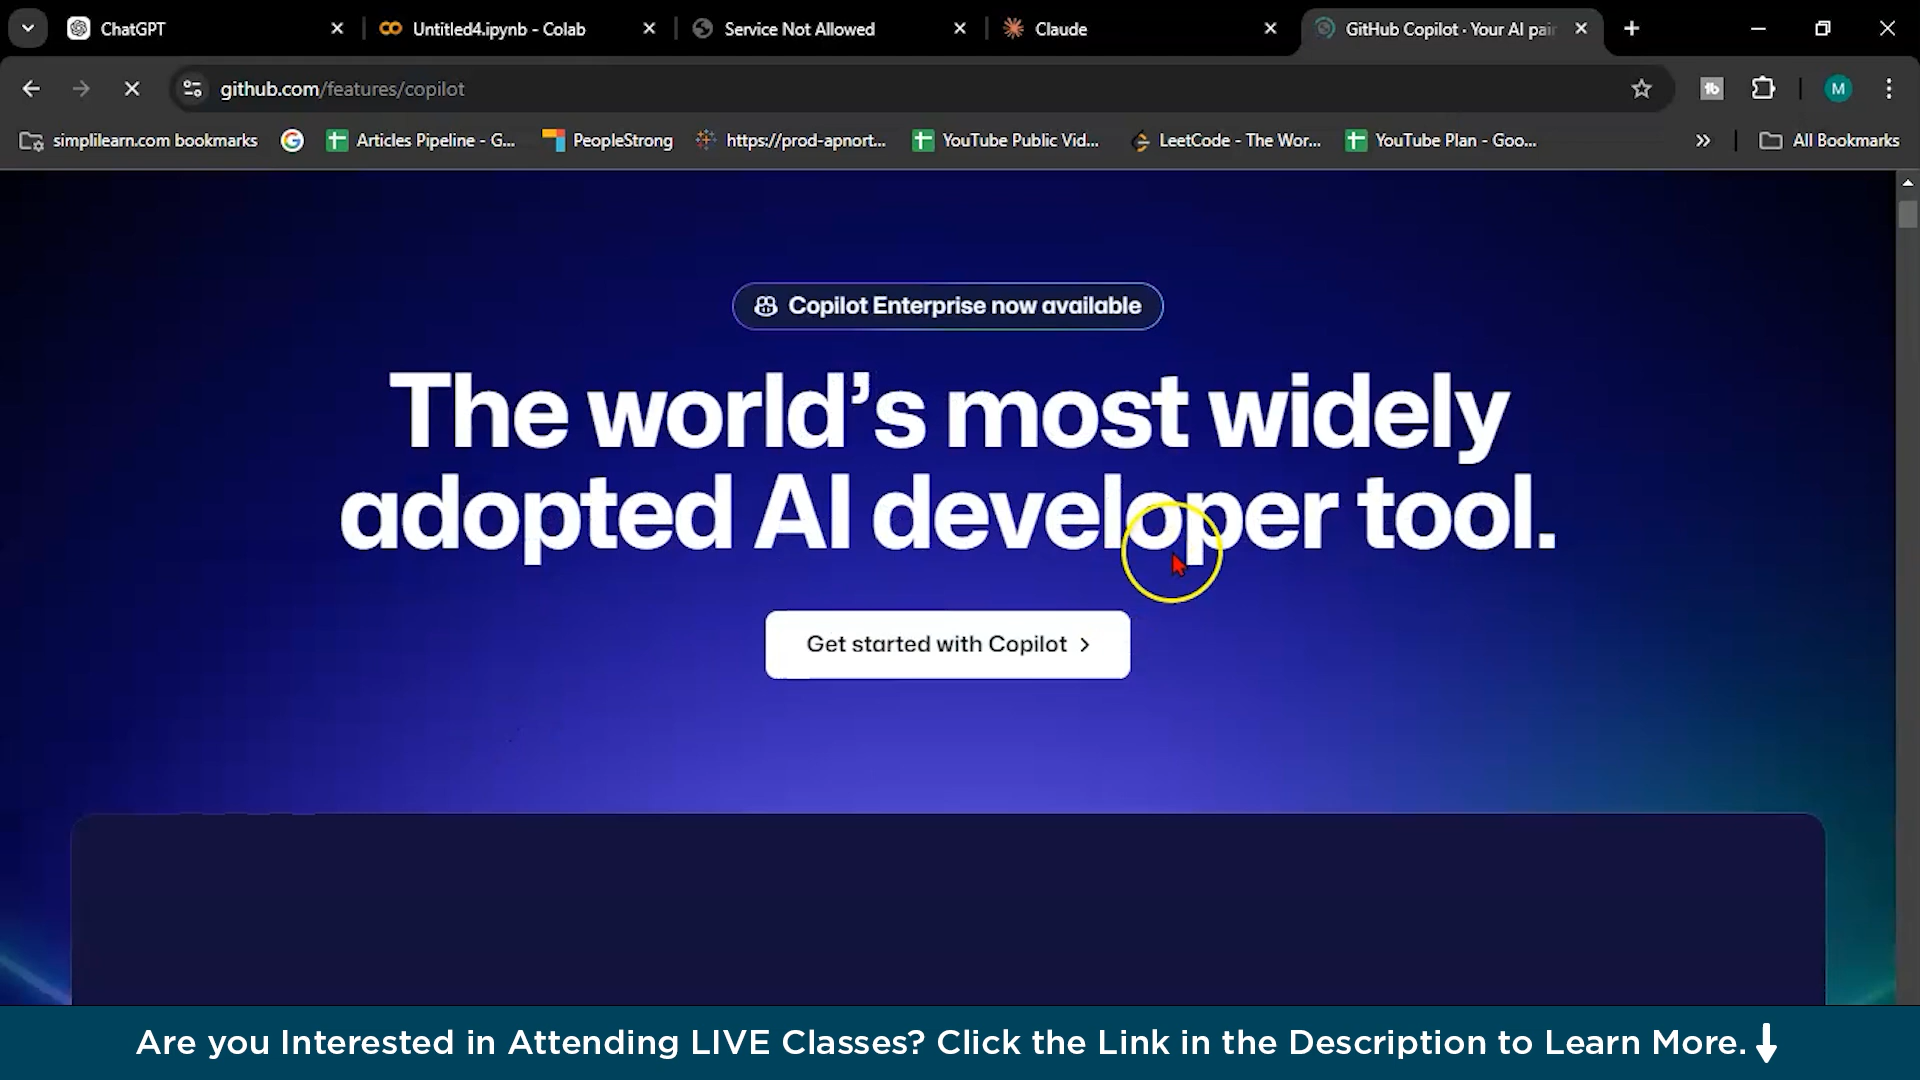 ChatGPT
Untitled4.ipynb - Colab
Service Not Allowed
Claude
GitHub Copilot · Your AI pair
github.com/features/copilot
M
simplilearn.com bookmarks
Articles Pipeline - G...
PeopleStrong
https://prod-apnort...
YouTube Public Vid...
LeetCode - The Wor...
YouTube Plan - Goo...
All Bookmarks
Copilot Enterprise now available
The world’s most widely
adopted AI developer tool.
Get started with Copilot
Are you Interested in Attending LIVE Classes? Click the Link in the Description to Learn More.